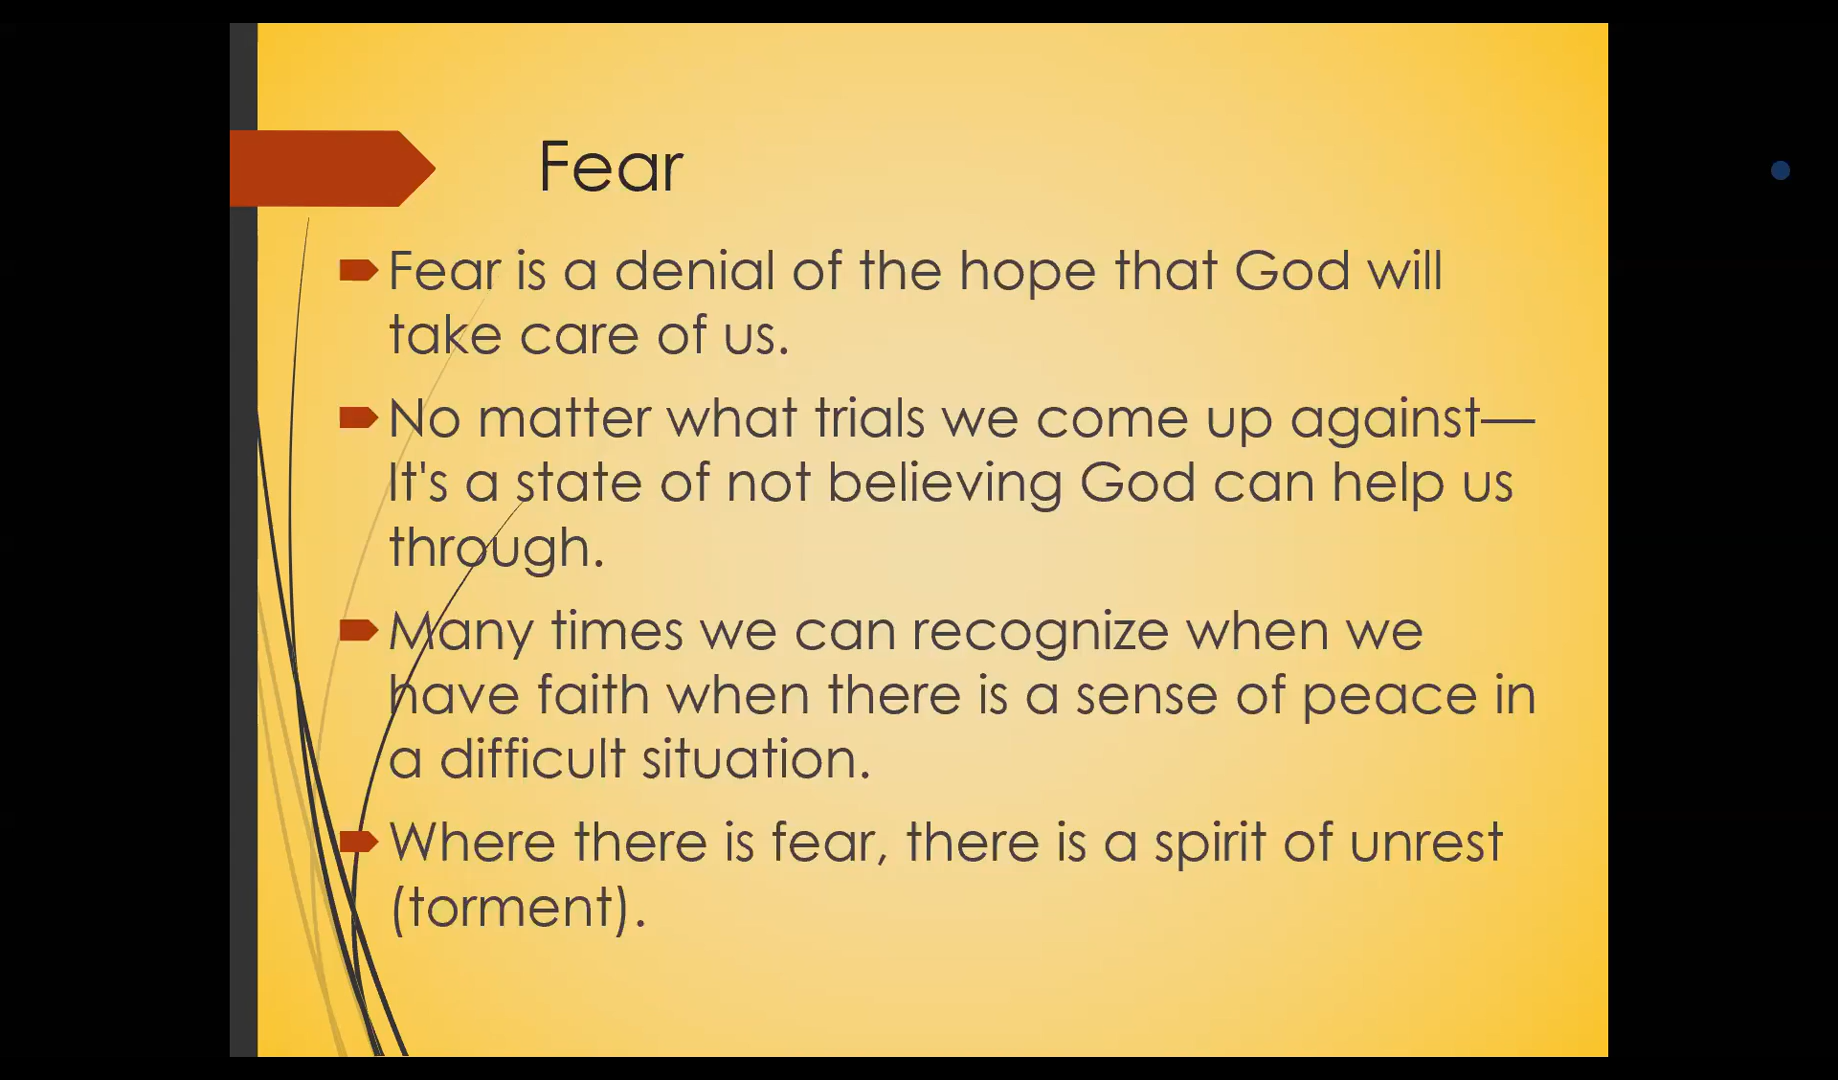 Fear
Fear is a denial of the hope that God will
take care of us.
No matter what trials we come up against—
It's a state of not believing God can help us
through.
Many times we can recognize when we
have faith when there is a sense of peace in
a difficult situation.
Where there is fear, there is a spirit of unrest
(torment).